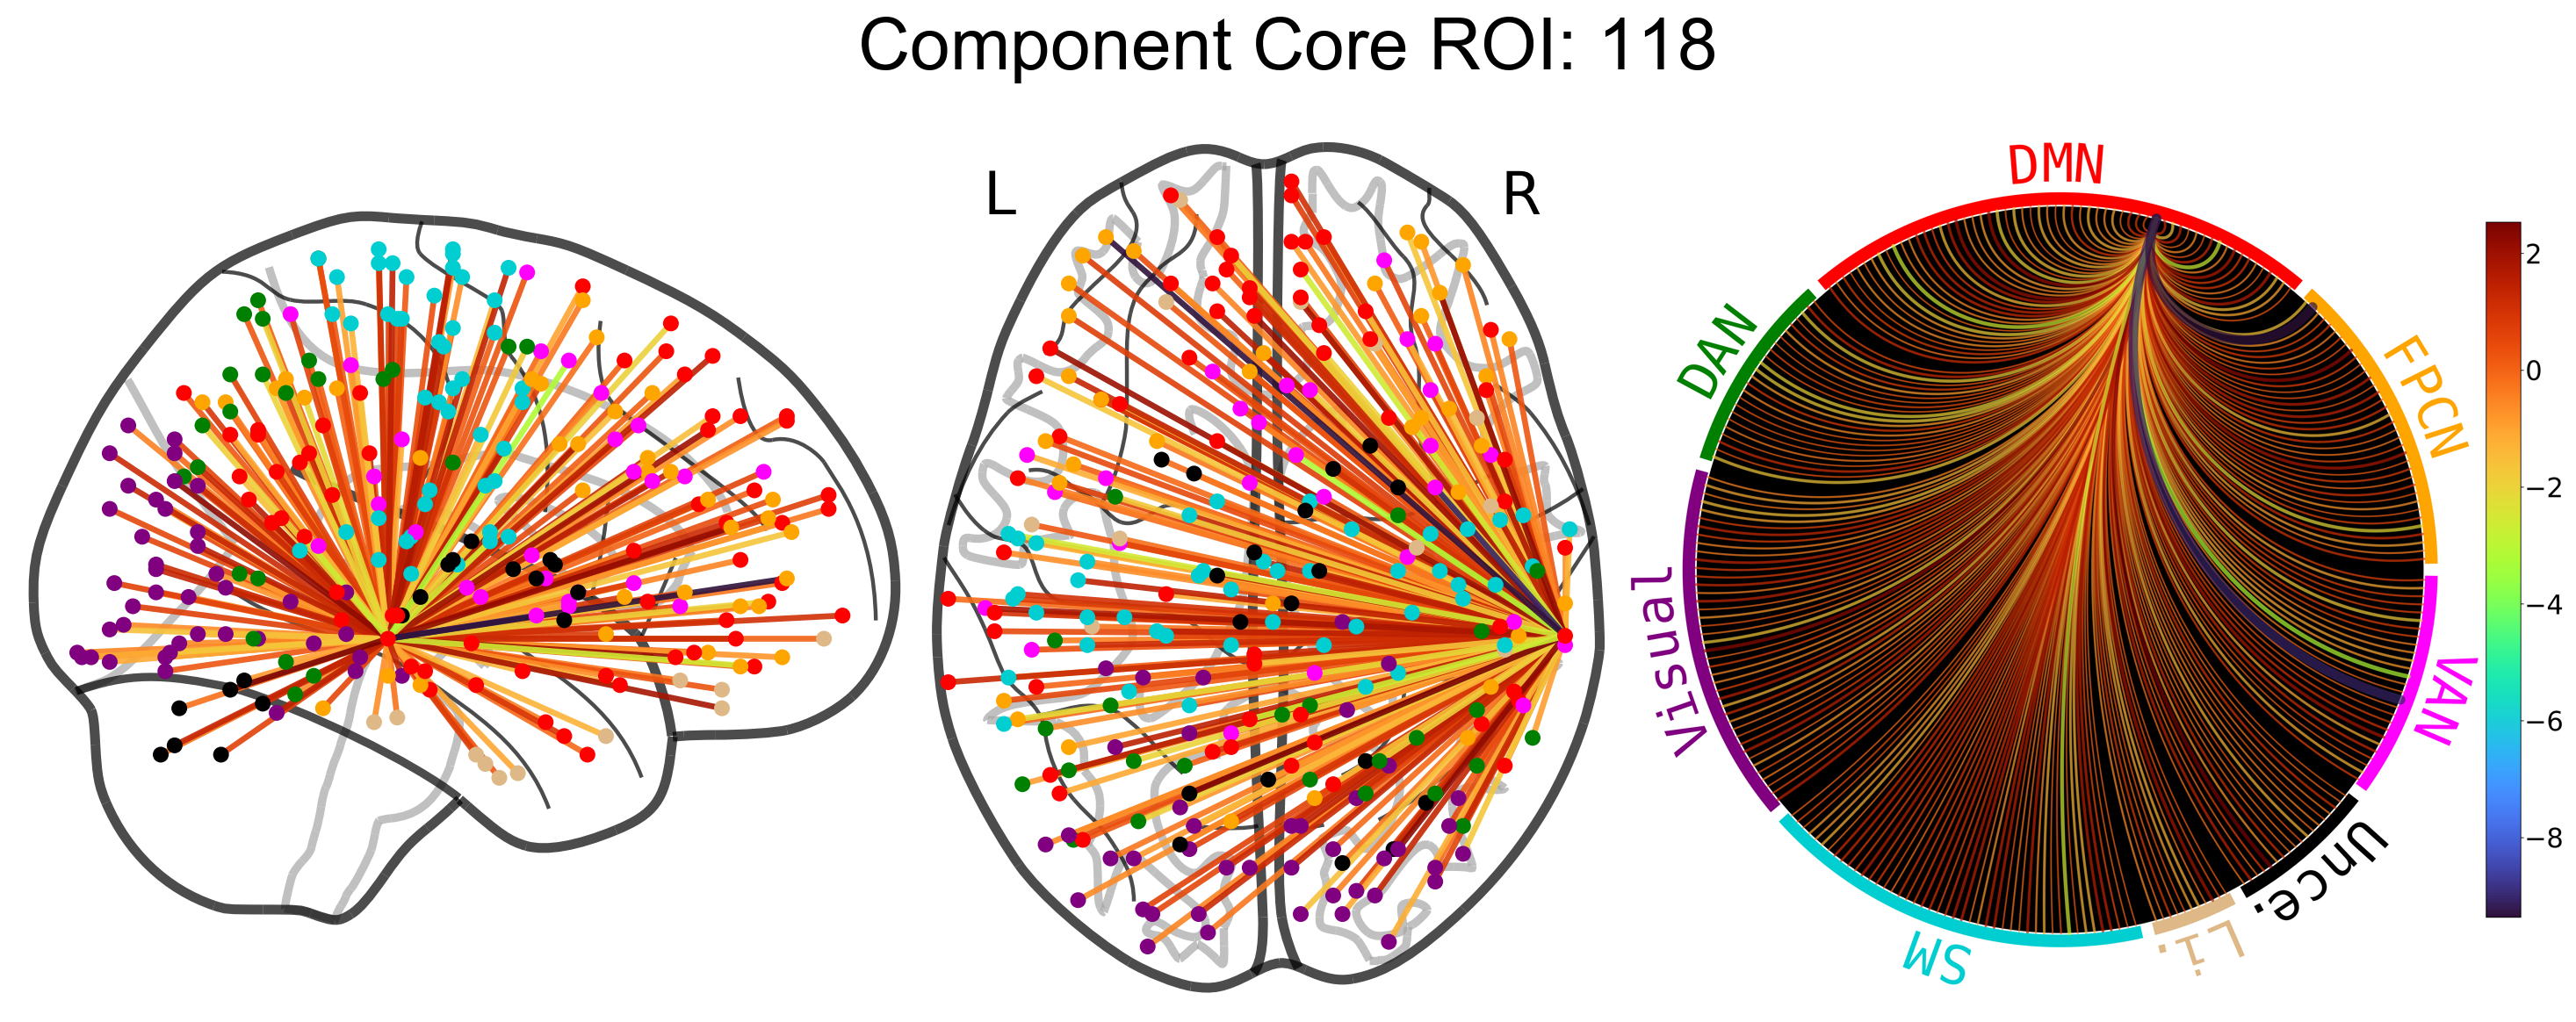 Component Core ROI: 118
L
R
DMN
DAN
FPCN
Visual
VAN
SM
Li.
Unce.
2
0
−2
−4
−6
−8